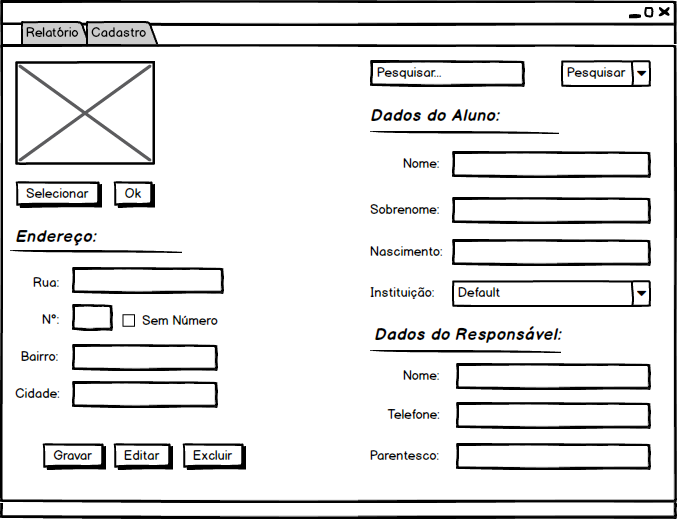 Relatório
Cadastro
Pesquisar...
Pesquisar
Selecionar
Ok
Endereço:
Rua:
Nº:
Sem Número
Bairro:
Cidade:
Gravar
Editar
Excluir
Dados do Aluno:
Nome:
Sobrenome:
Nascimento:
Instituição:
Default
Dados do Responsável:
Nome:
Telefone:
Parentesco: